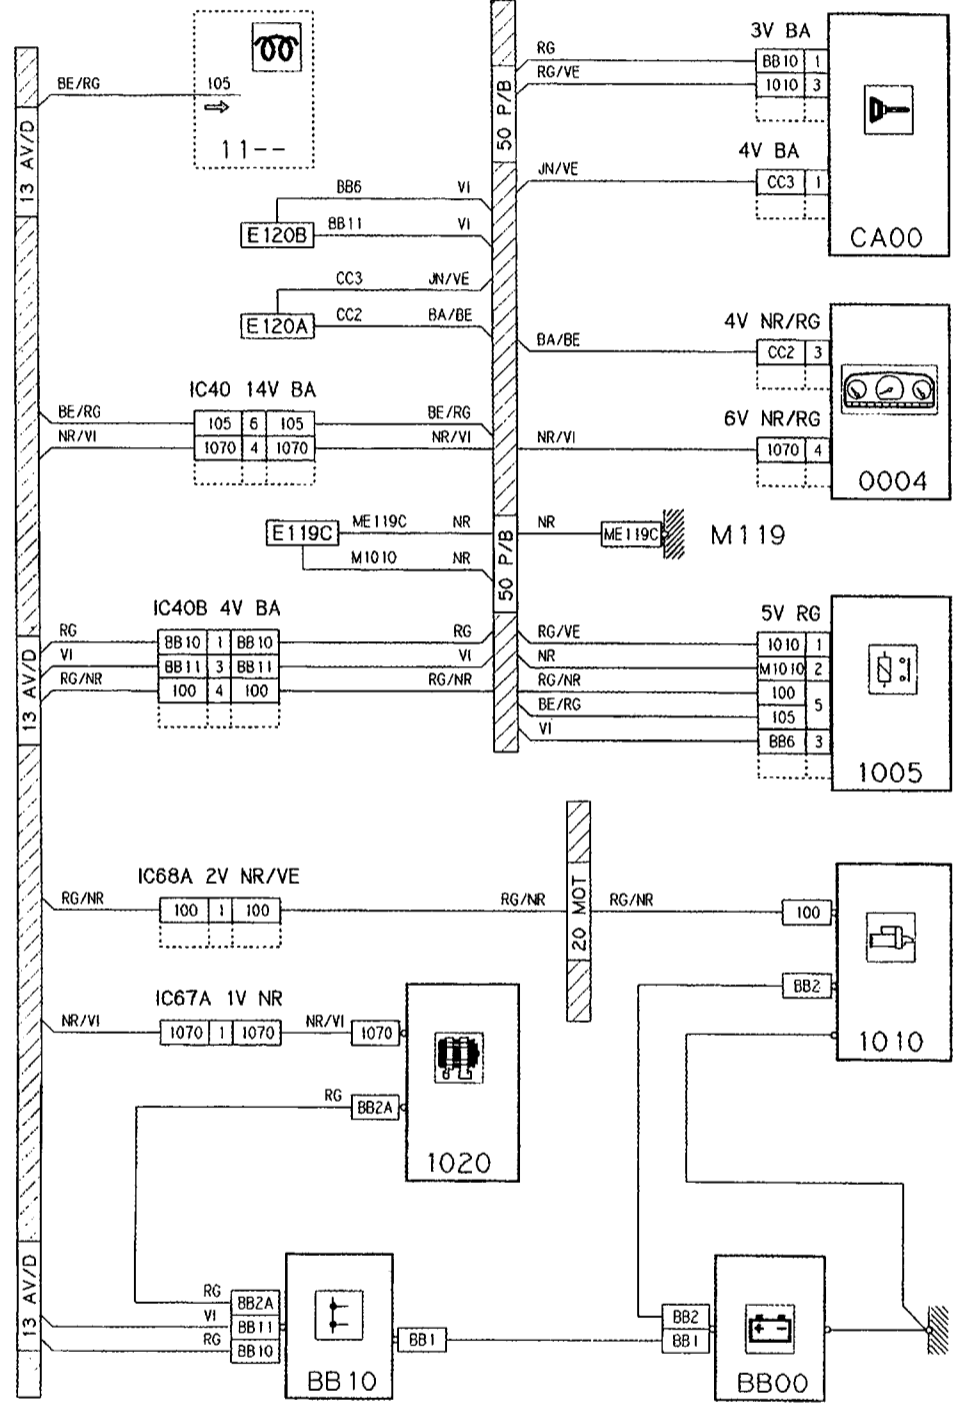 13 AV/D
BE/RG
105
11--
50 P/B
RG
RG/VE
3V BA
BB10 1
1010 3
JN/VE
4V BA
CC3 1
CA00
BB6 VI
E120B
BB11 VI
CC3 JN/VE
E120A
CC2 BA/BE
BA/BE
4V NR/RG
CC2 3
6V NR/RG
NR/VI
1070 4
0004
IC40 14V BA
BE/RG
105 6 105
BE/RG
NR/VI
1070 4 1070
NR/VI
E119C
ME119C NR
M1010 NR
50 P/B
NR
ME119C
M119
IC40B 4V BA
13 AV/D
RG
BB10 1 BB10
RG
VI
BB11 3 BB11
VI
RG/NR
100 4 100
RG/NR
5V RG
RG/VE
1010 1
NR
M1010 2
RG/NR
100
5
BE/RG
105
VI
BB6 3
1005
IC68A 2V NR/VE
RG/NR
100 1 100
RG/NR
20 MOT
RG/NR
100
BB2
1010
IC67A 1V NR
NR/VI
1070 1 1070
NR/VI
1070
RG
BB2A
1020
13 AV/D
RG
BB2A
VI
BB11
RG
BB10
BB10
BB1
BB2
BB1
+ -
BB00